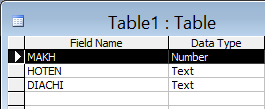 Table1 : Table
Field Name Data Type
MAKH Number
HOTEN Text
DIACHI Text